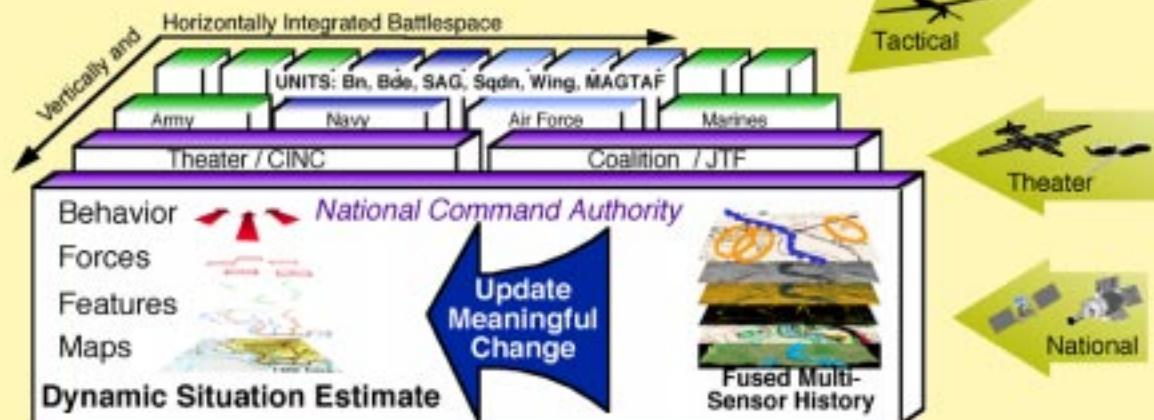 Horizontally Integrated Battlespace
Vertically and
UNITS: Bn, Bde, SAG, Sqdn, Wing, MAGTAF
Army Navy Air Force Marines
Theater / CINC Coalition / JTF
National Command Authority
Behavior
Forces
Features
Maps
Update
Meaningful
Change
Dynamic Situation Estimate
Fused Multi-
Sensor History
Tactical
Theater
National